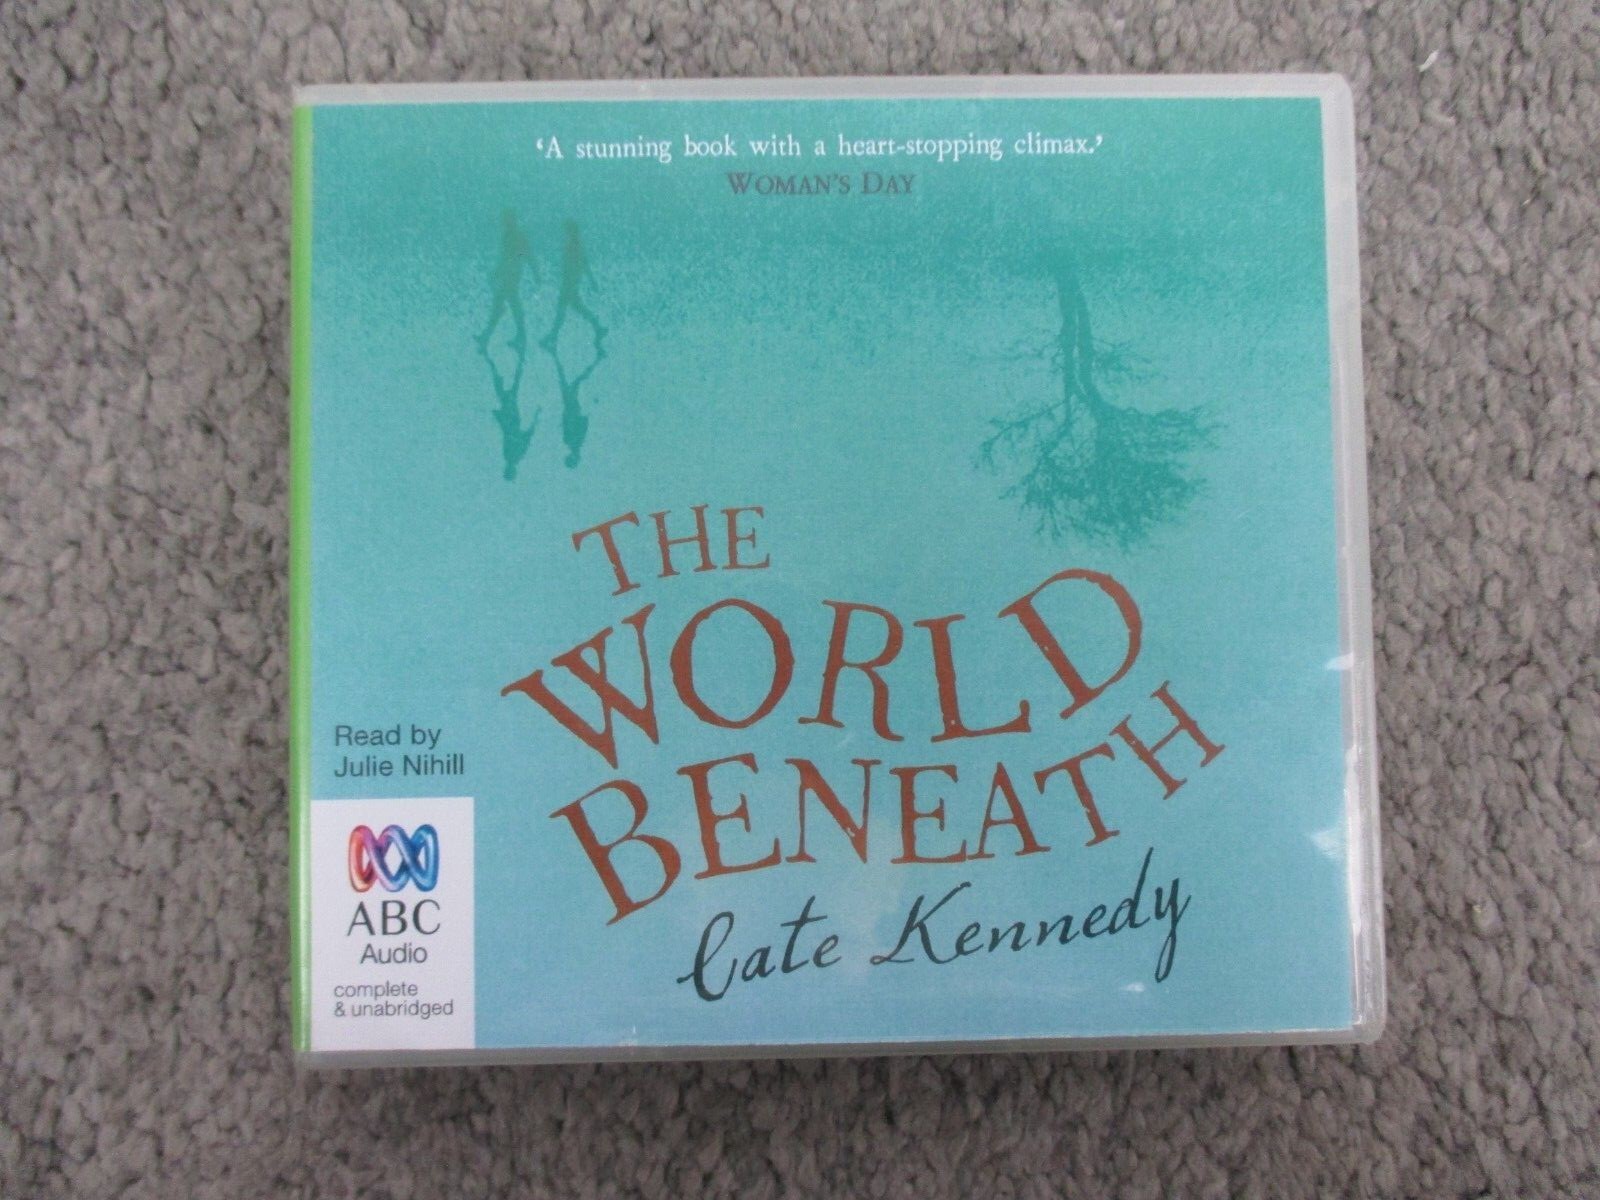 ‘A stunning book with a heart-stopping climax.’
WOMAN'S DAY
THE
WORLD
BENEATH
Cate Kennedy
Read by
Julie Nihill
ABC
Audio
complete
& unabridged